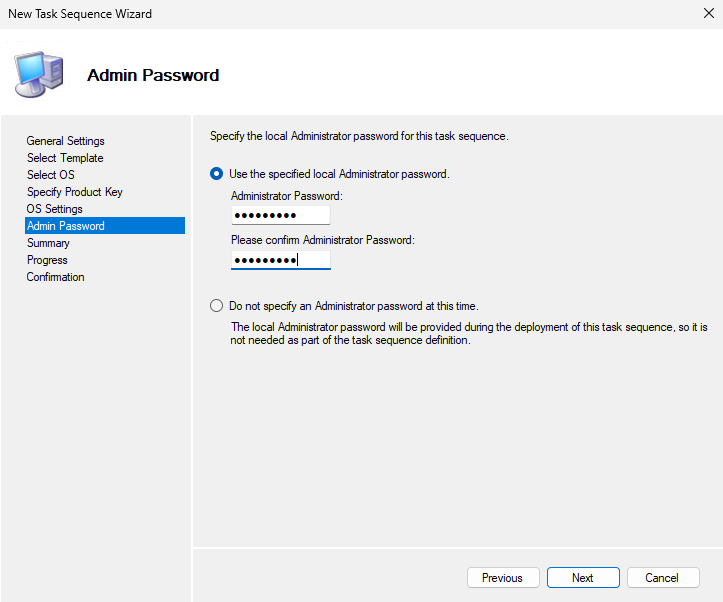 New Task Sequence Wizard
Admin Password
General Settings
Select Template
Select OS
Specify Product Key
OS Settings
Admin Password
Summary
Progress
Confirmation
Specify the local Administrator password for this task sequence.
Use the specified local Administrator password.
Administrator Password:
●●●●●●●●●
Please confirm Administrator Password:
●●●●●●●●●
Do not specify an Administrator password at this time.
The local Administrator password will be provided during the deployment of this task sequence, so it is
not needed as part of the task sequence definition.
Previous
Next
Cancel